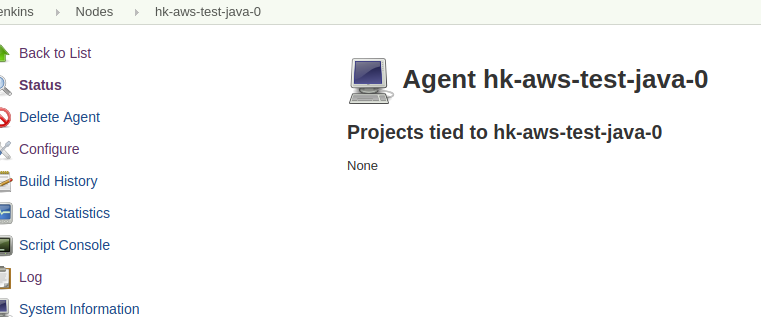 enkins Nodes hk-aws-test-java-0
Back to List
Status
Delete Agent
Configure
Build History
Load Statistics
Script Console
Log
System Information
Agent hk-aws-test-java-0
Projects tied to hk-aws-test-java-0
None